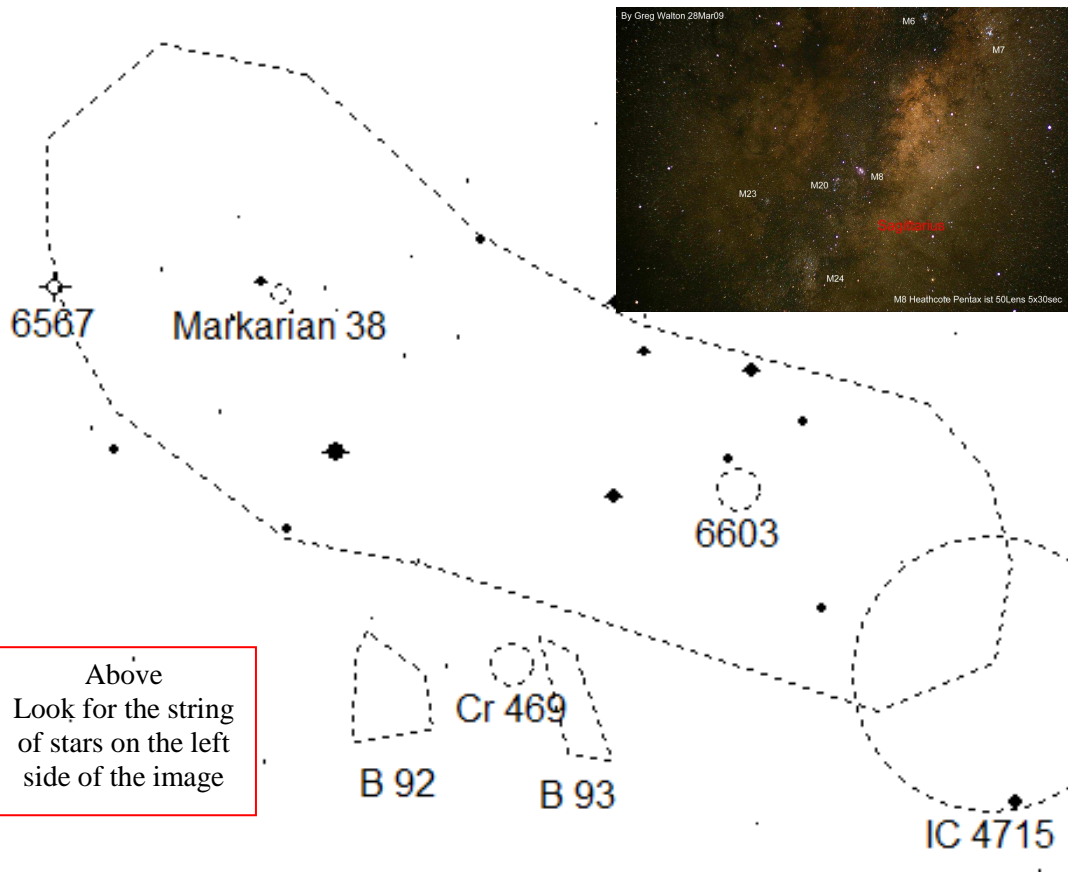 By Greg Walton 28Mar09
M6
M7
M8
M20
M23
Sagittarius
M24
M8 Heathcote Pentax ist 50Lens 5x30sec
6567
Markarian 38
6603
Above
Look for the string
of stars on the left
side of the image
Cr 469
B 92
B 93
IC 4715